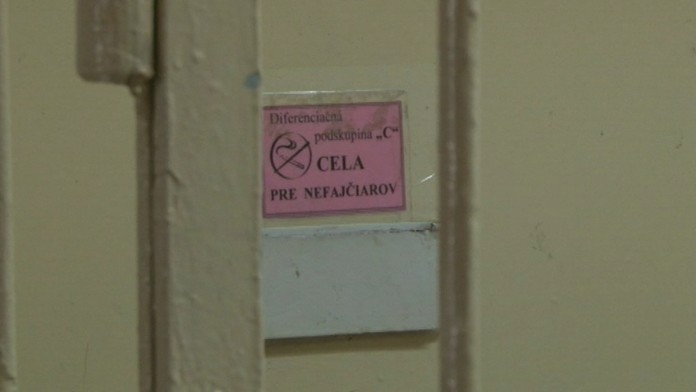 Diferenciačná
podskupina „C“
CELA
PRE NEFAJČIAROV